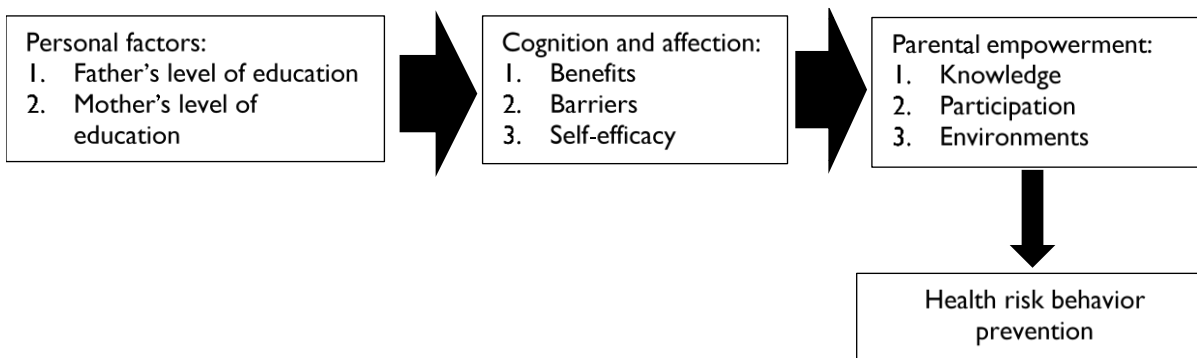 Personal factors:
1. Father’s level of education
2. Mother’s level of
education
Cognition and affection:
1. Benefits
2. Barriers
3. Self-efficacy
Parental empowerment:
1. Knowledge
2. Participation
3. Environments
Health risk behavior
prevention